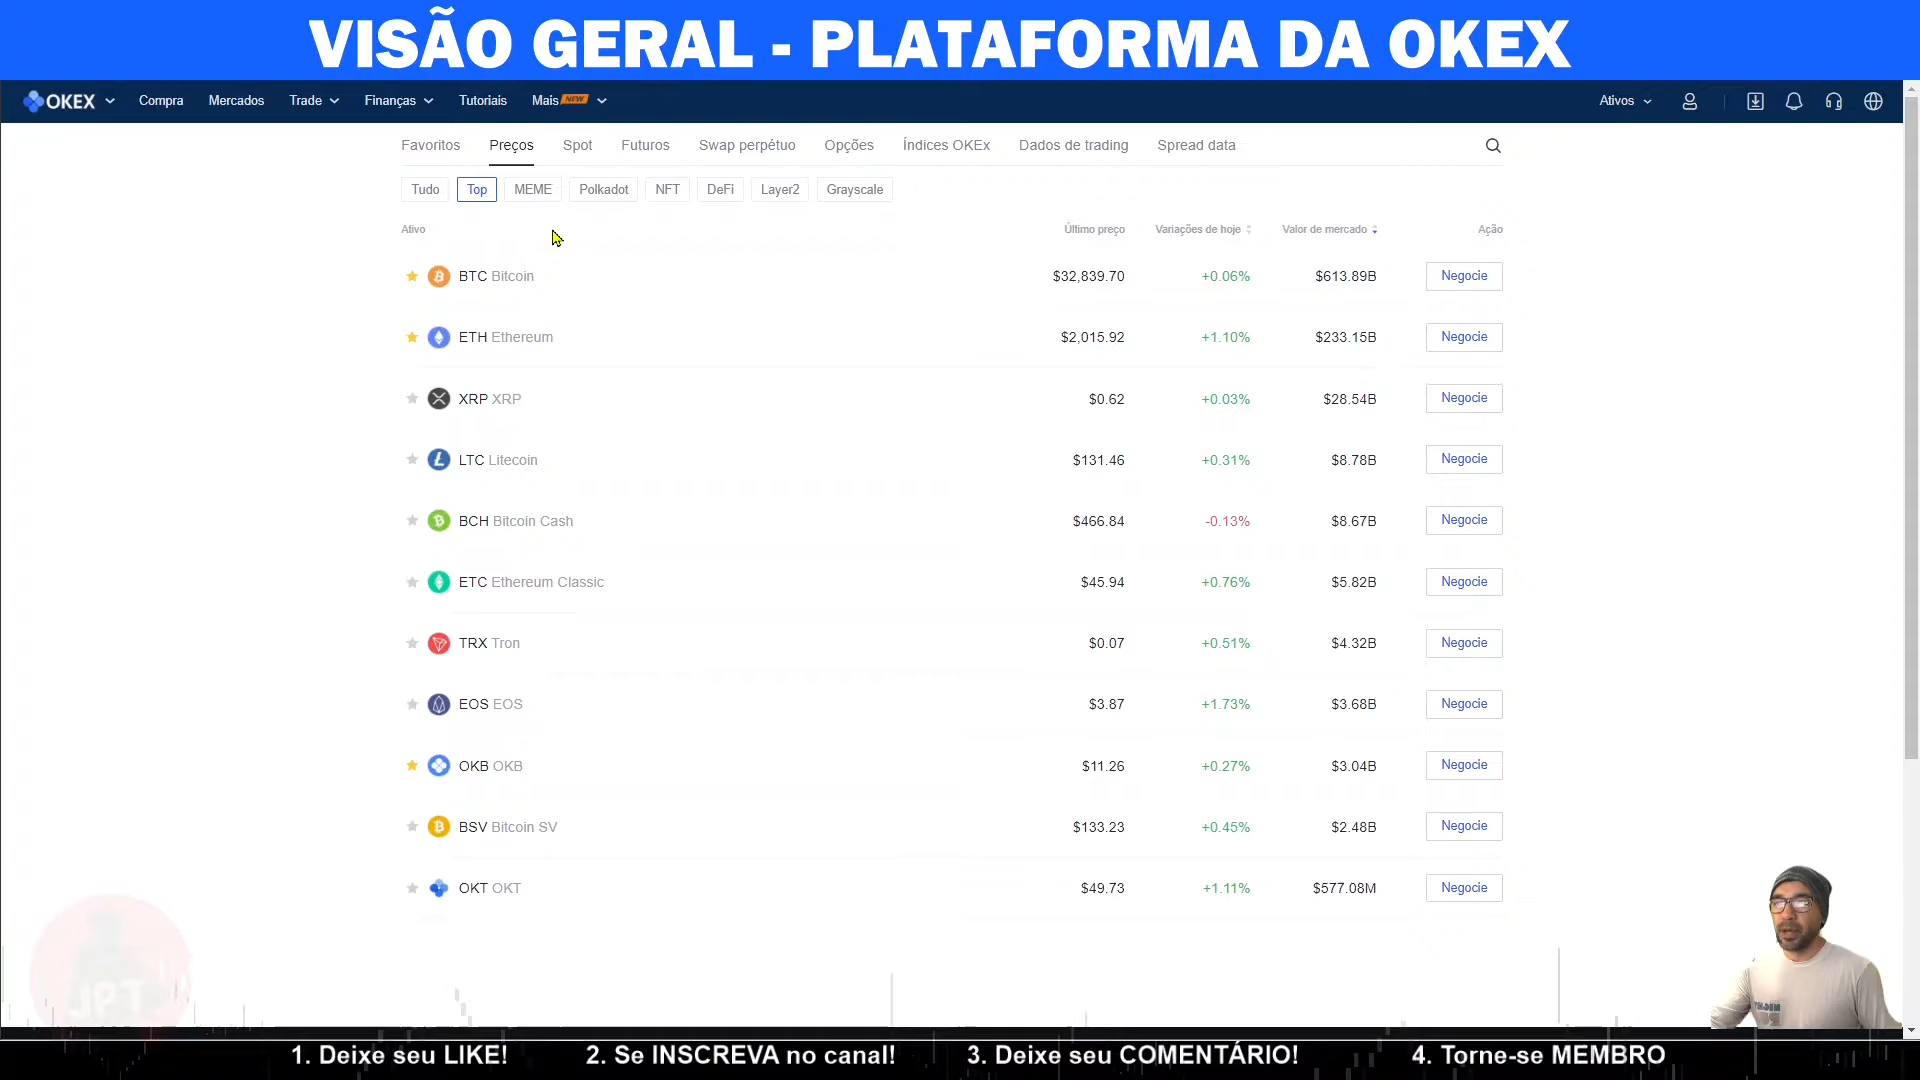 VISÃO GERAL - PLATAFORMA DA OKEX
OKEX Compra Mercados Trade Finanças Tutoriais Mais NEW Ativos
Favoritos Preços Spot Futuros Swap perpétuo Opções Índices OKEx Dados de trading Spread data
Tudo Top MEME Polkadot NFT DeFi Layer2 Grayscale
Ativo Último preço Variações de hoje Valor de mercado Ação
BTC Bitcoin $32,839.70 +0.06% $613.89B Negocie
ETH Ethereum $2,015.92 +1.10% $233.15B Negocie
XRP XRP $0.62 +0.03% $28.54B Negocie
LTC Litecoin $131.46 +0.31% $8.78B Negocie
BCH Bitcoin Cash $466.84 -0.13% $8.67B Negocie
ETC Ethereum Classic $45.94 +0.76% $5.82B Negocie
TRX Tron $0.07 +0.51% $4.32B Negocie
EOS EOS $3.87 +1.73% $3.68B Negocie
OKB OKB $11.26 +0.27% $3.04B Negocie
BSV Bitcoin SV $133.23 +0.45% $2.48B Negocie
OKT OKT $49.73 +1.11% $577.08M Negocie
JPT
1. Deixe seu LIKE! 2. Se INSCREVA no canal! 3. Deixe seu COMENTÁRIO! 4. Torne-se MEMBRO